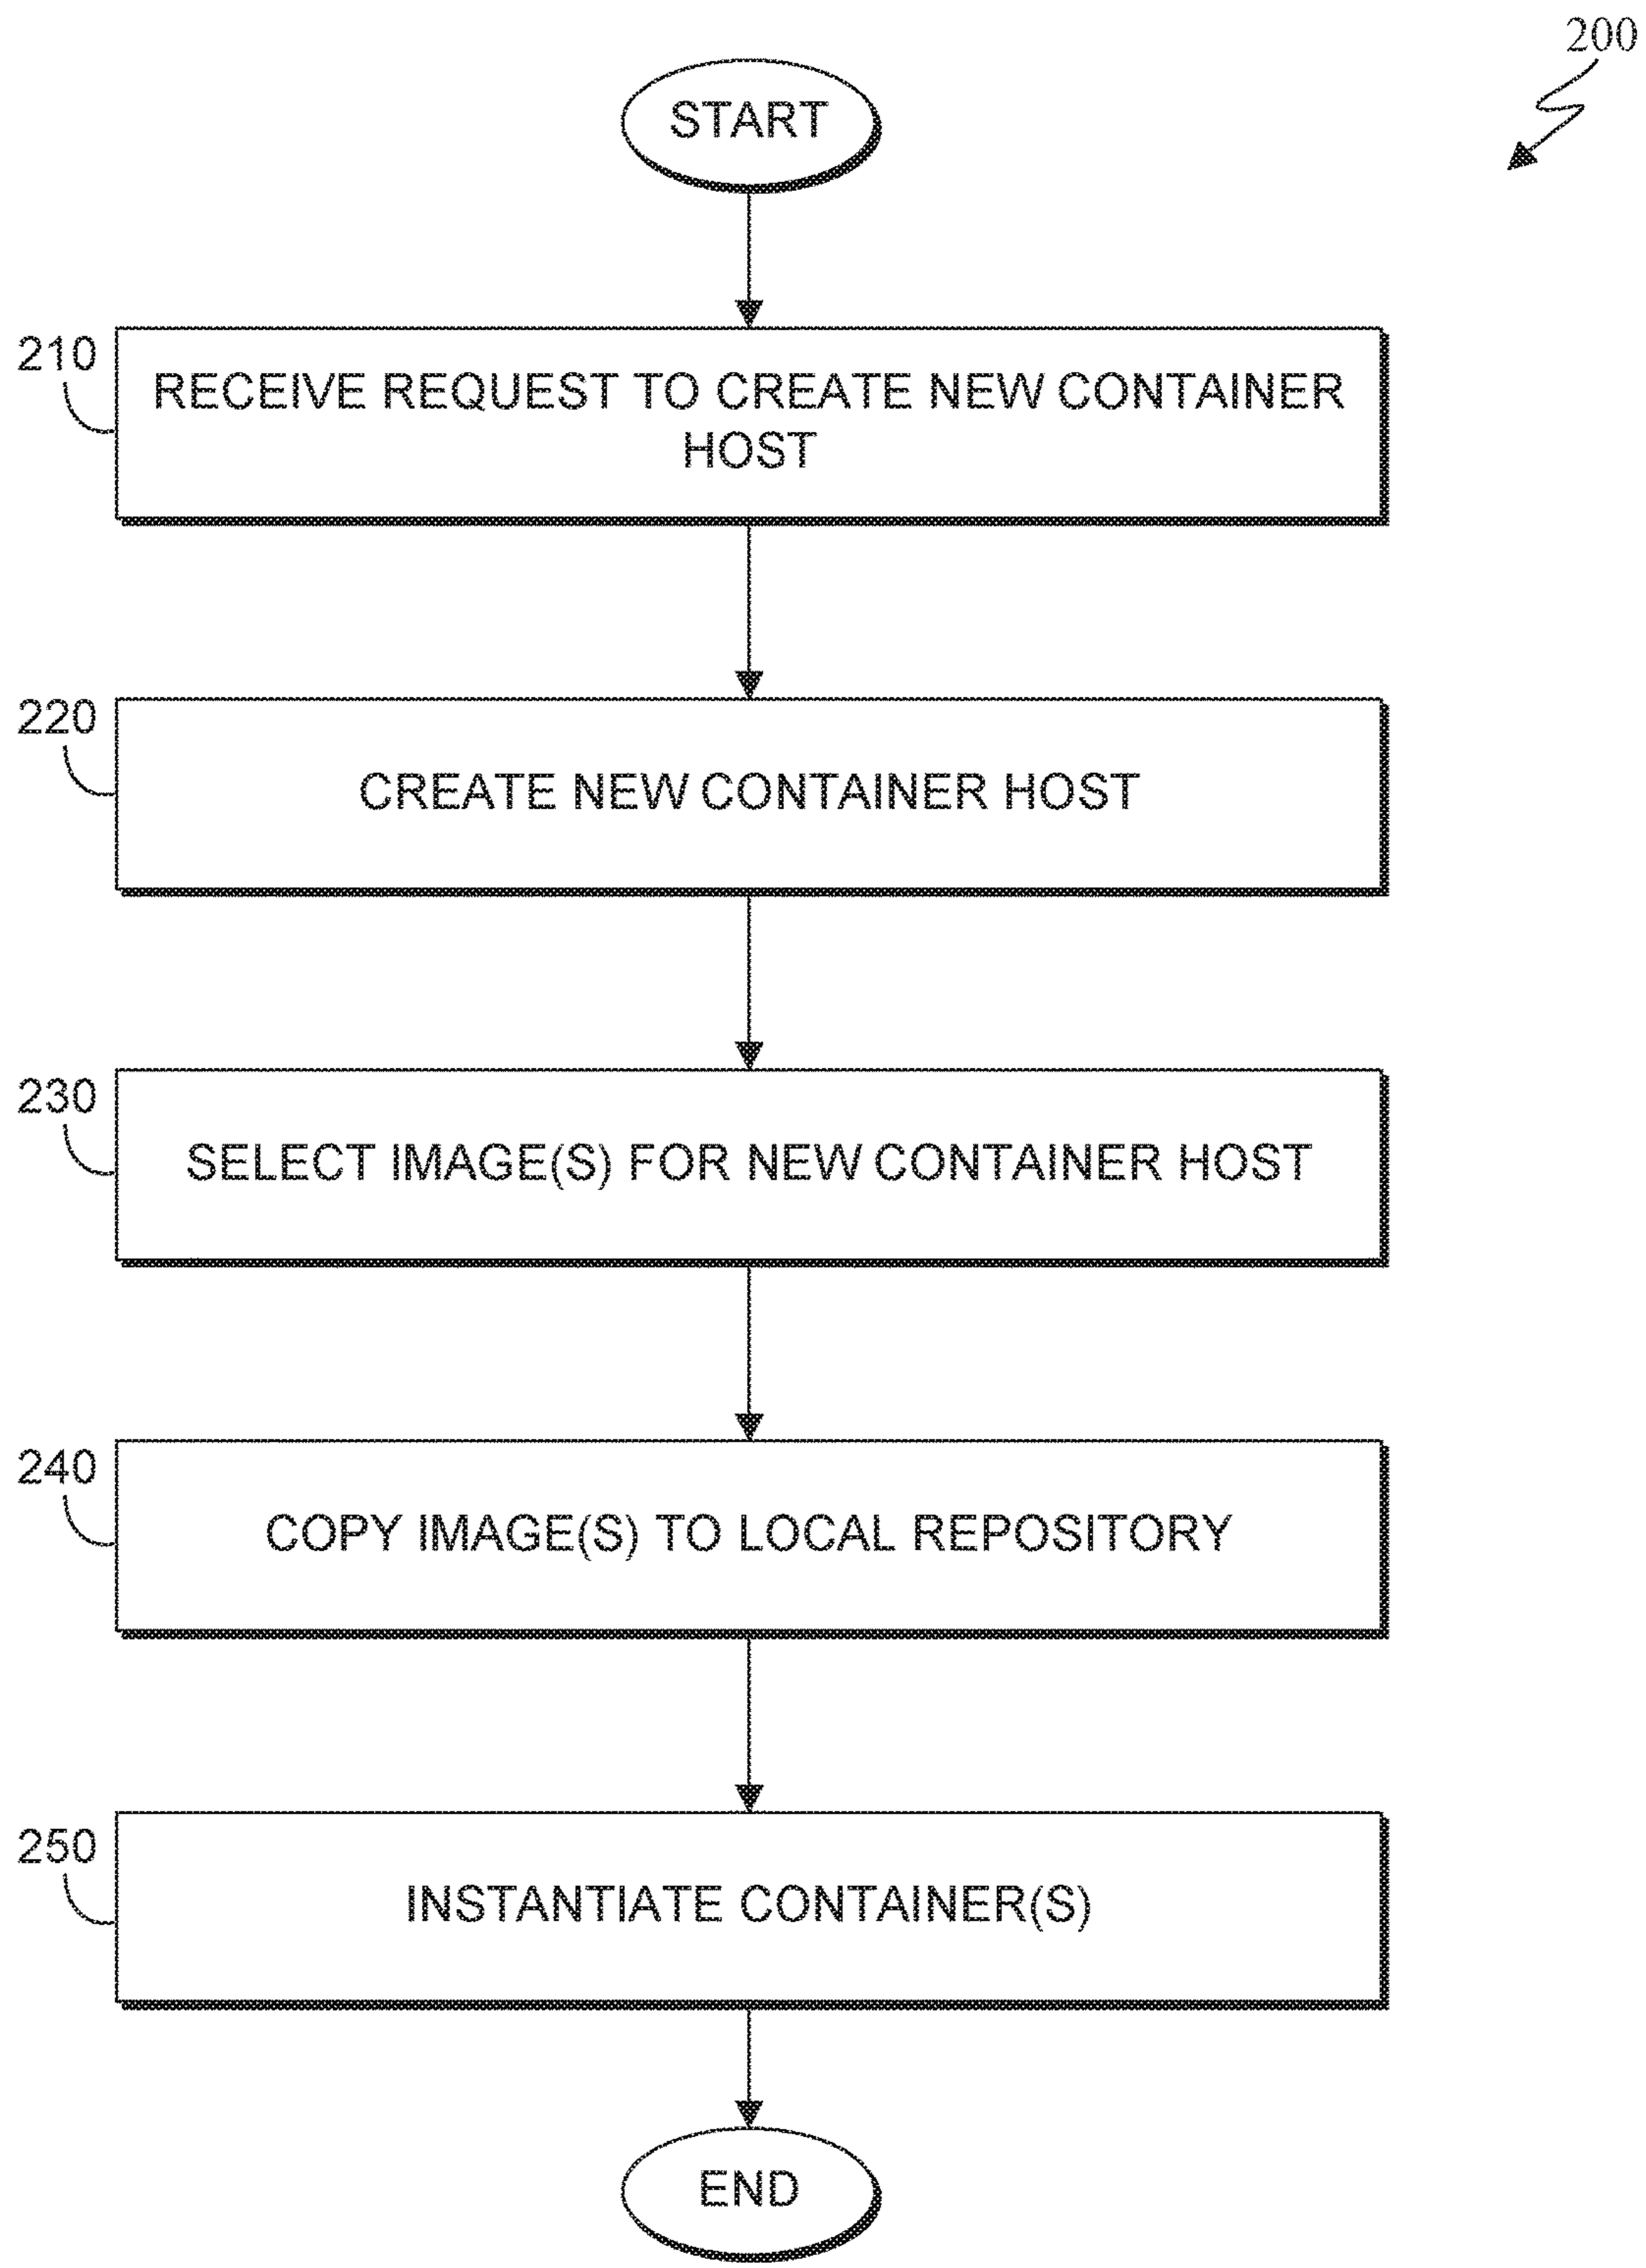 200
START
210
RECEIVE REQUEST TO CREATE NEW CONTAINER
HOST
220
CREATE NEW CONTAINER HOST
230
SELECT IMAGE(S) FOR NEW CONTAINER HOST
240
COPY IMAGE(S) TO LOCAL REPOSITORY
250
INSTANTIATE CONTAINER(S)
END